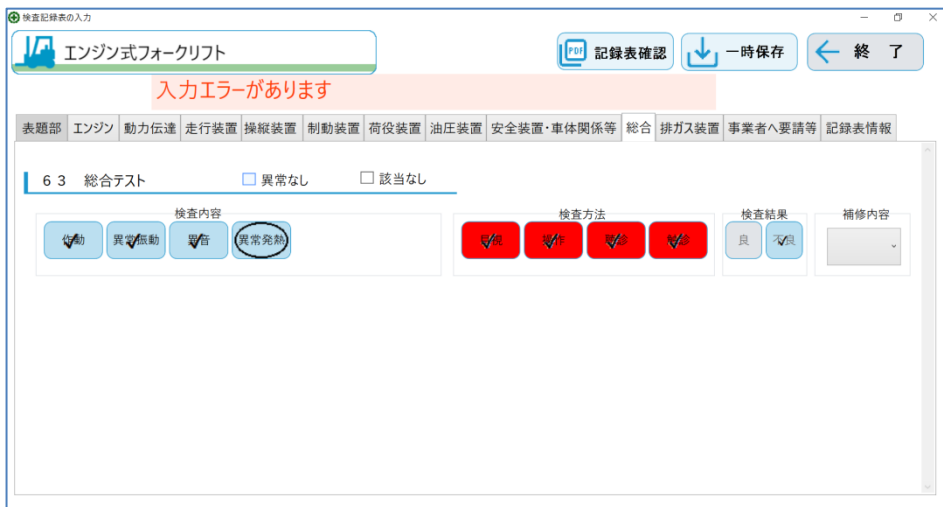 検査記録表の入力
エンジン式フォークリフト
PDF 記録表確認
一時保存
終 了
入力エラーがあります
表題部 エンジン 動力伝達 走行装置 操縦装置 制動装置 荷役装置 油圧装置 安全装置・車体関係等 総合 排ガス装置 事業者へ要請等 記録表情報
63 総合テスト 異常なし 該当なし
検査内容 検査方法 検査結果 補修内容
作動 異常振動 異音 異常発熱 良 不良